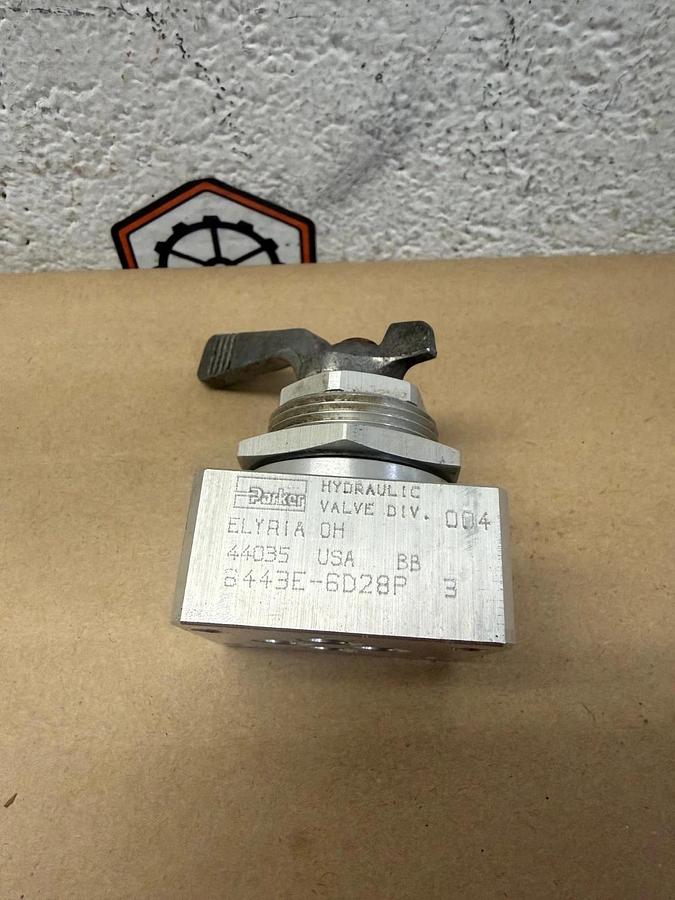 Parker HYDRAULIC
VALVE DIV. 004
ELYRIA OH
44035 USA BB
6443E-6D28P 3